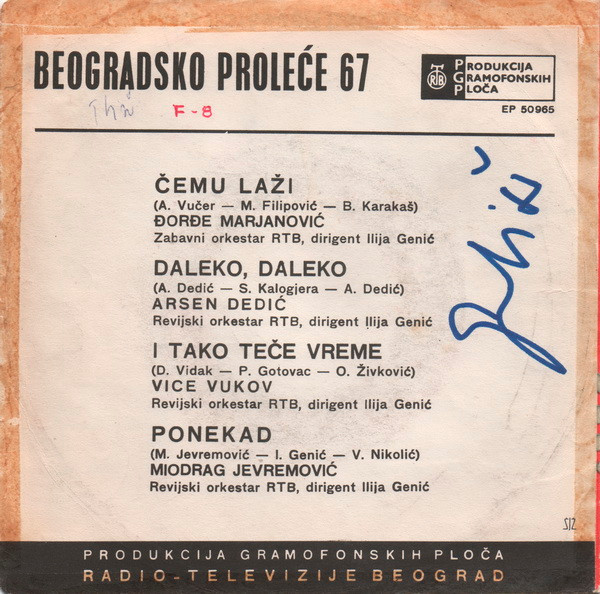 BEOGRADSKO PROLEĆE 67
RTB
PGP
PRODUKCIJA
GRAMOFONSKIH
PLOČA
EP 50965
F-8
ČEMU LAŽI
(A. Vučer — M. Filipović — B. Karakaš)
ĐORĐE MARJANOVIĆ
Zabavni orkestar RTB, dirigent Ilija Genić
DALEKO, DALEKO
(A. Dedić — S. Kalogjera — A. Dedić)
ARSEN DEDIĆ
Revijski orkestar RTB, dirigent Ilija Genić
I TAKO TEČE VREME
(D. Vidak — P. Gotovac — O. Živković)
VICE VUKOV
Revijski orkestar RTB, dirigent Ilija Genić
PONEKAD
(M. Jevremović — I. Genić — V. Nikolić)
MIODRAG JEVREMOVIĆ
Revijski orkestar RTB, dirigent Ilija Genić
PRODUKCIJA GRAMOFONSKIH PLOČA
RADIO-TELEVIZIJE BEOGRAD